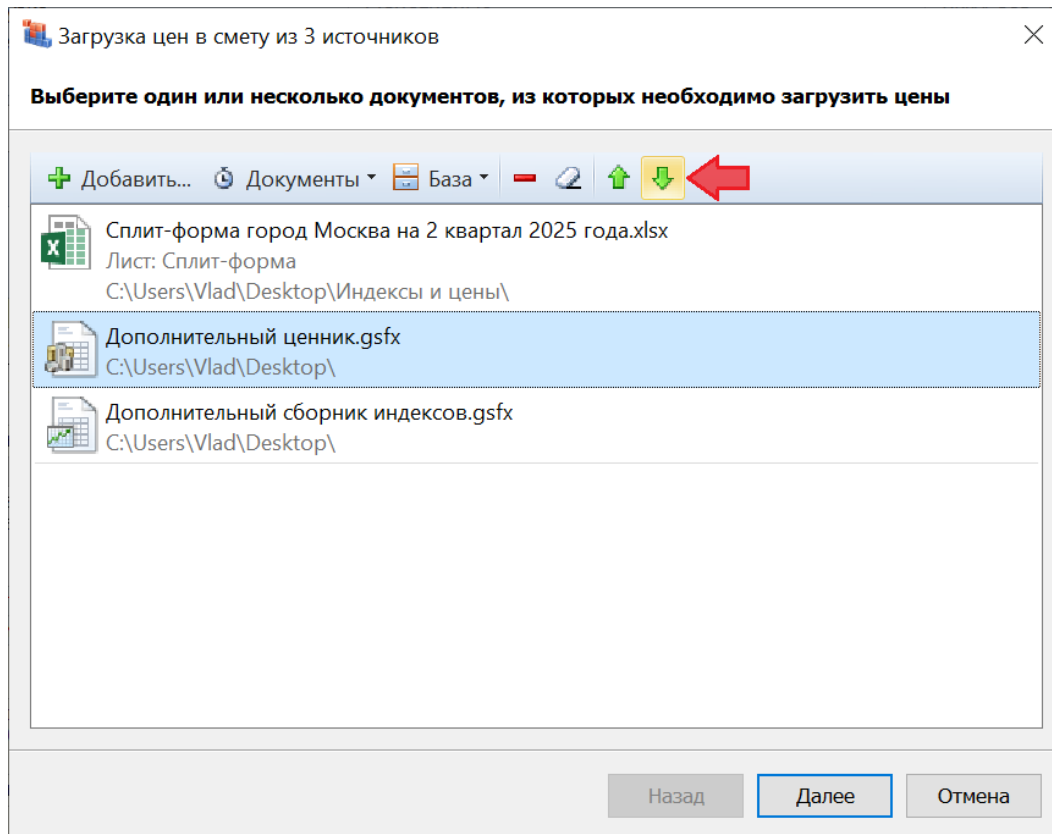 Загрузка цен в смету из 3 источников
Выберите один или несколько документов, из которых необходимо загрузить цены
Добавить... Документы База
Сплит-форма город Москва на 2 квартал 2025 года.xlsx
Лист: Сплит-форма
C:\Users\Vlad\Desktop\Индексы и цены\
Дополнительный ценник.gsfx
C:\Users\Vlad\Desktop\
Дополнительный сборник индексов.gsfx
C:\Users\Vlad\Desktop\
Назад Далее Отмена